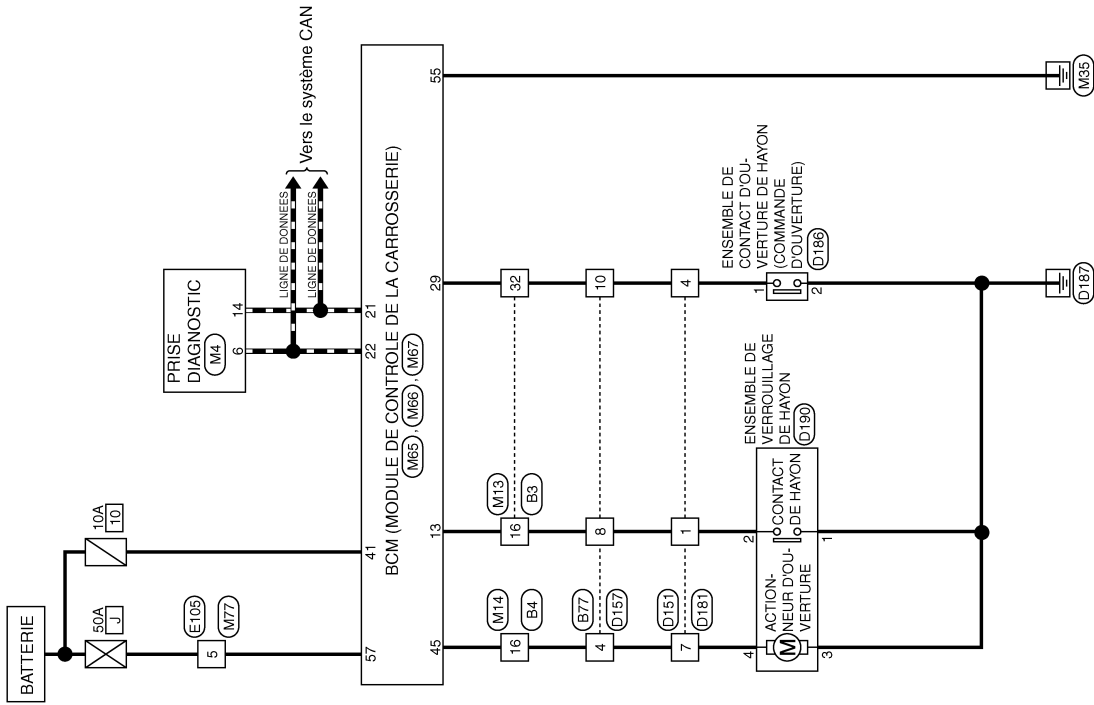 BATTERIE
50A
J
10A
10
5
E105
M77
57
41
PRISE
DIAGNOSTIC
M4
6
14
22
21
LIGNE DE DONNEES
LIGNE DE DONNEES
Vers le système CAN
BCM (MODULE DE CONTROLE DE LA CARROSSERIE)
M65 , M66 , M67
45
13
29
55
16
M14
B4
16
M13
B3
32
4
B77
D157
8
10
7
D151
D181
1
4
4
M
ACTION-
NEUR D'OU-
VERTURE
3
2
CONTACT
DE HAYON
1
ENSEMBLE DE
VERROUILLAGE
DE HAYON
D190
1
2
ENSEMBLE DE
CONTACT D'OU-
VERTURE DE HAYON
(COMMANDE
D'OUVERTURE)
D186
D187
M35